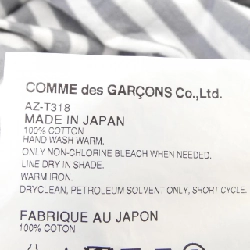 COMME des GARÇONS Co.,Ltd.
AZ-T318
MADE IN JAPAN
100% COTTON
HAND WASH WARM.
ONLY NON-CHLORINE BLEACH WHEN NEEDED.
LINE DRY IN SHADE.
WARM IRON.
DRYCLEAN, PETROLEUM SOLVENT ONLY, SHORT CYCLE.
FABRIQUE AU JAPON
100% COTON